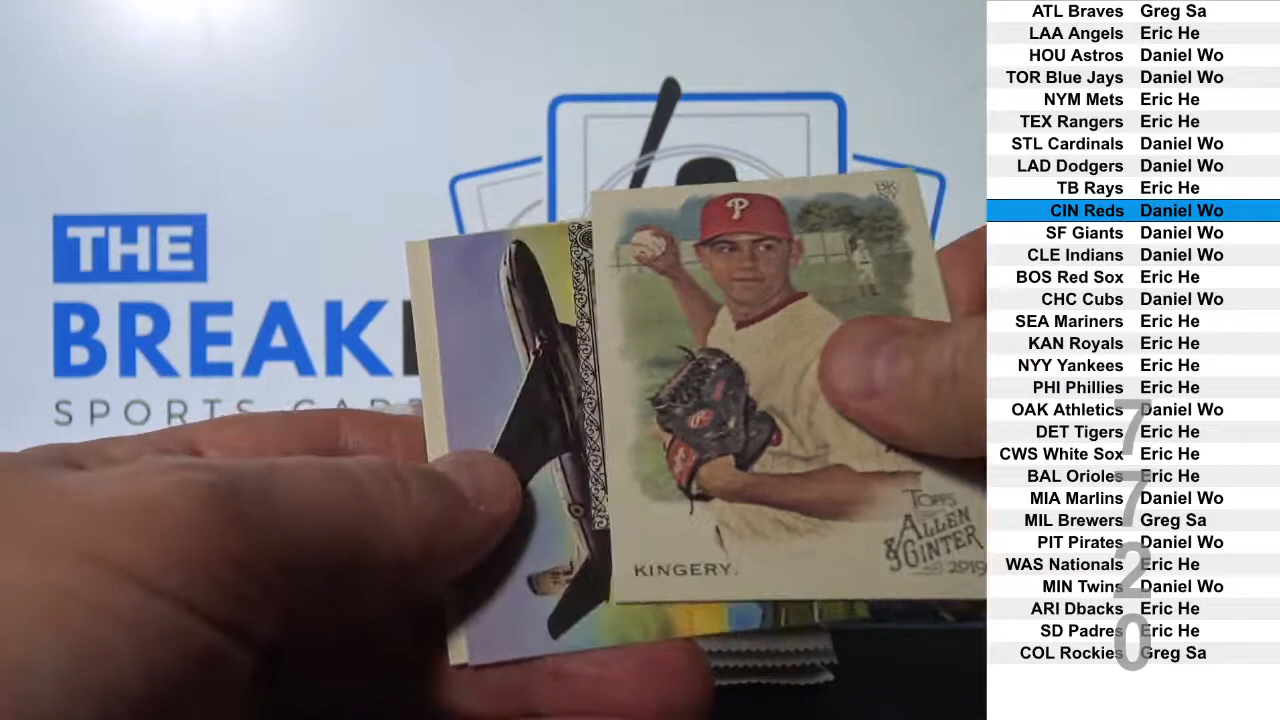 THE
BREAK
SPORTS CAR
P
BK
KINGERY.
TOPPS
ALLEN
& GINTER
2019
ATL Braves Greg Sa
LAA Angels Eric He
HOU Astros Daniel Wo
TOR Blue Jays Daniel Wo
NYM Mets Eric He
TEX Rangers Eric He
STL Cardinals Daniel Wo
LAD Dodgers Daniel Wo
TB Rays Eric He
CIN Reds Daniel Wo
SF Giants Daniel Wo
CLE Indians Daniel Wo
BOS Red Sox Eric He
CHC Cubs Daniel Wo
SEA Mariners Eric He
KAN Royals Eric He
NYY Yankees Eric He
PHI Phillies Eric He
OAK Athletics Daniel Wo
DET Tigers Eric He
CWS White Sox Eric He
BAL Orioles Eric He
MIA Marlins Daniel Wo
MIL Brewers Greg Sa
PIT Pirates Daniel Wo
WAS Nationals Eric He
MIN Twins Daniel Wo
ARI Dbacks Eric He
SD Padres Eric He
COL Rockies Greg Sa
7
7
2
0